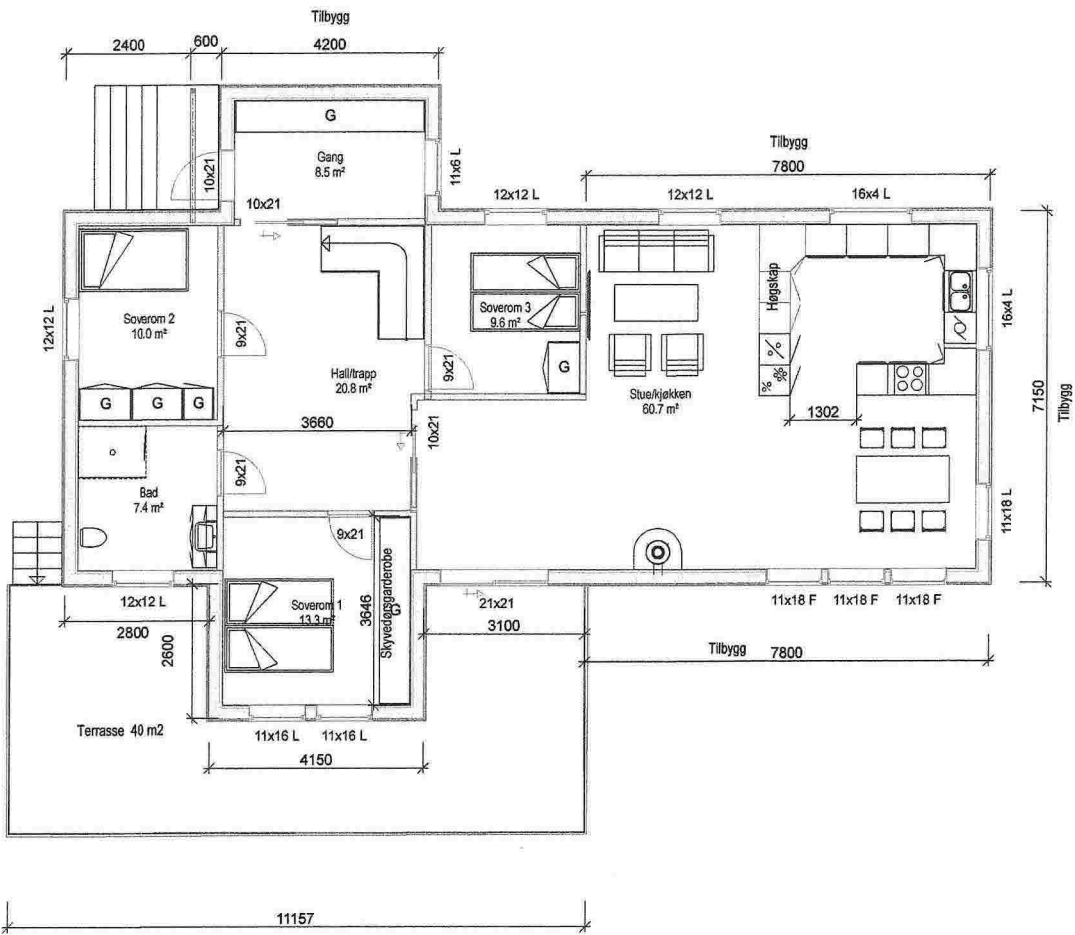 Tilbygg
2400
600
4200
G
Gang
8.5 m²
10x21
11x6 L
10x21
Tilbygg
7800
12x12 L
12x12 L
16x4 L
Soverom 2
10.0 m²
12x12 L
9x21
G
G
G
Hall/trapp
20.8 m²
3660
Soverom 3
9.6 m²
9x21
G
10x21
Høgskap
Stue/kjøkken
60.7 m²
1302
16x4 L
7150
Tilbygg
11x18 L
Bad
7.4 m²
9x21
9x21
12x12 L
2800
2600
Soverom 1
13.3 m²
3646
Skyvedørsgarderobe
G
21x21
3100
11x18 F
11x18 F
11x18 F
Tilbygg
7800
Terrasse 40 m2
11x16 L
11x16 L
4150
11157